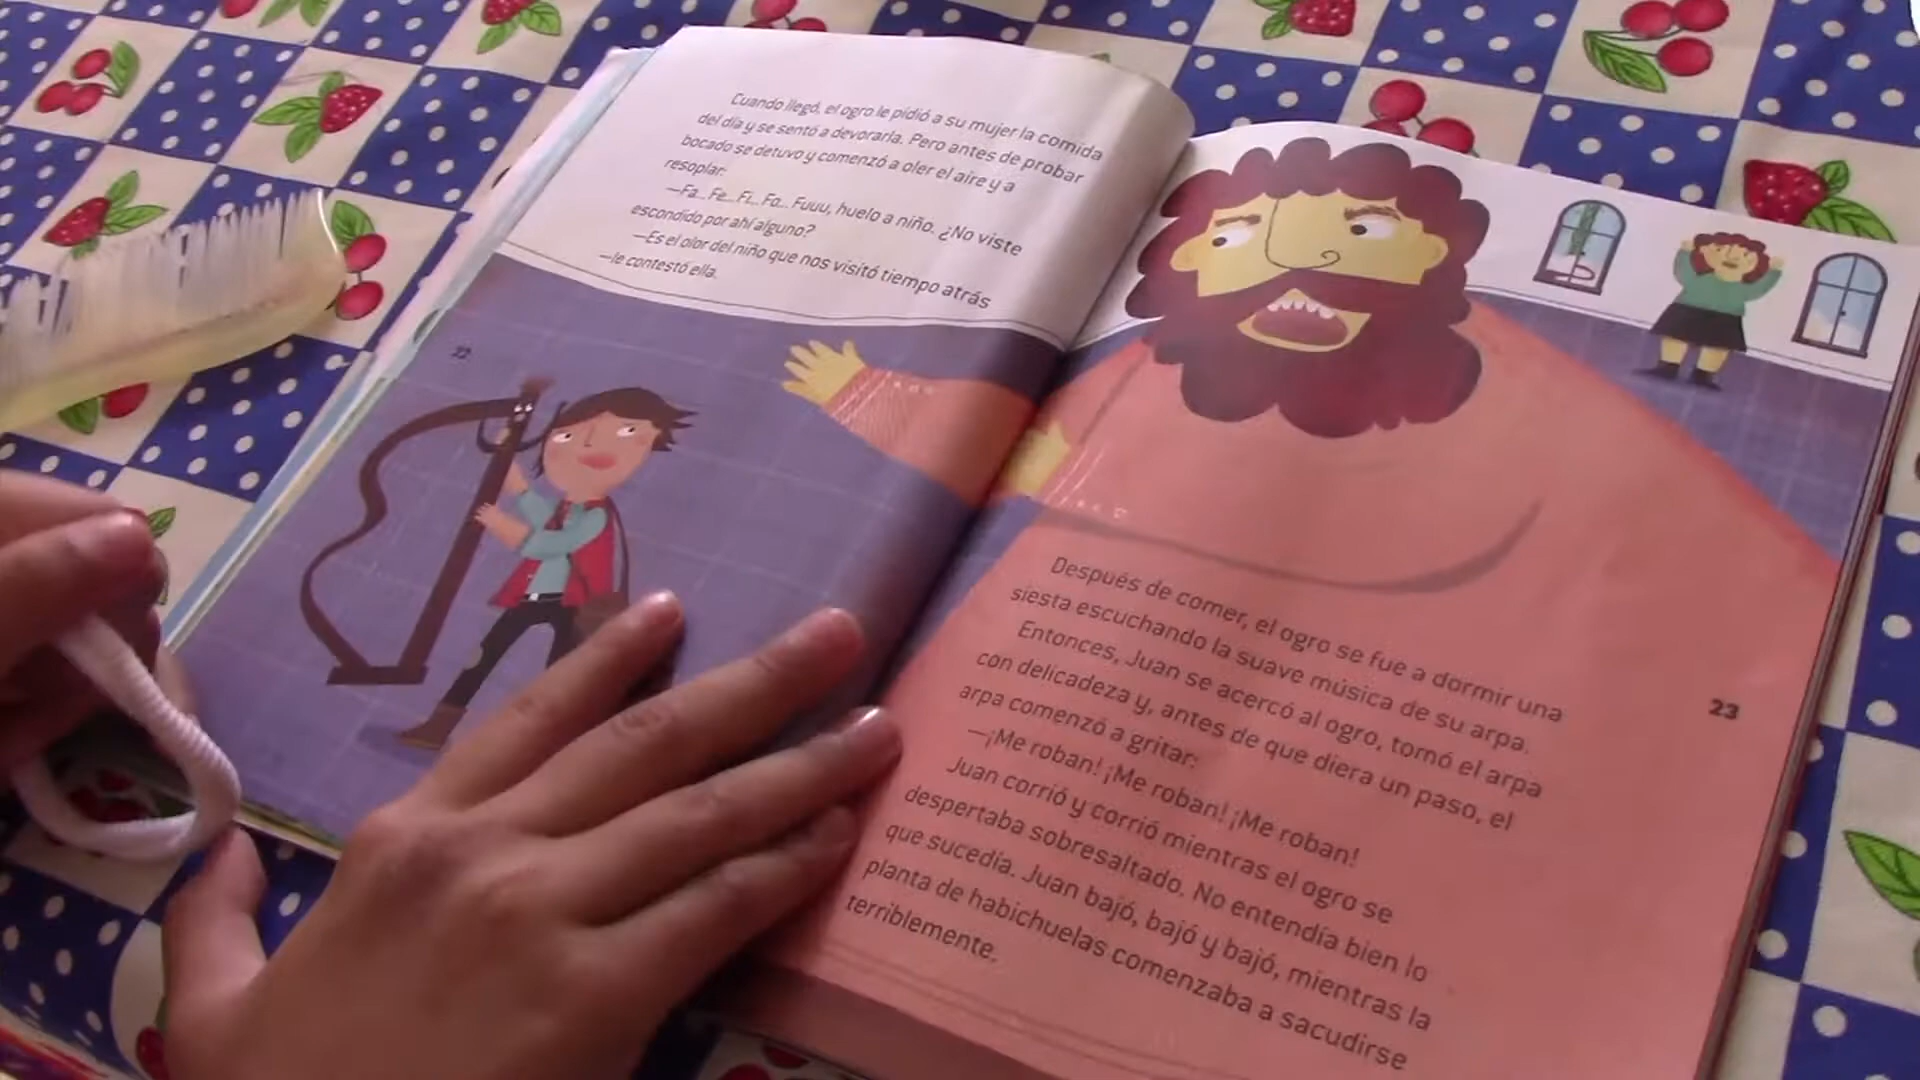 Cuando llegó, el ogro le pidió a su mujer la comida
del día y se sentó a devorarla. Pero antes de probar
bocado se detuvo y comenzó a oler el aire y a
resoplar:
—Fa... Fe... Fi... Fo... Fuuu, huelo a niño. ¿No viste
escondido por ahí alguno?
—Es el olor del niño que nos visitó tiempo atrás
—le contestó ella.
22
Después de comer, el ogro se fue a dormir una
siesta escuchando la suave música de su arpa.
Entonces, Juan se acercó al ogro, tomó el arpa
con delicadeza y, antes de que diera un paso, el
arpa comenzó a gritar:
—¡Me roban! ¡Me roban! ¡Me roban!
Juan corrió y corrió mientras el ogro se
despertaba sobresaltado. No entendía bien lo
que sucedía. Juan bajó, bajó y bajó, mientras la
planta de habichuelas comenzaba a sacudirse
terriblemente.
23